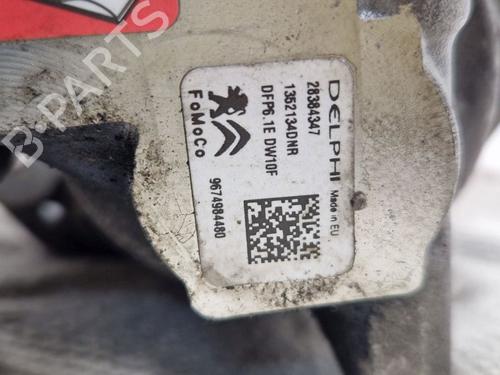 B-PARTS
DELPHI Made in EU
28384347
1352134DNR
DFP6.1E DW10F
FoMoCo 9674984480